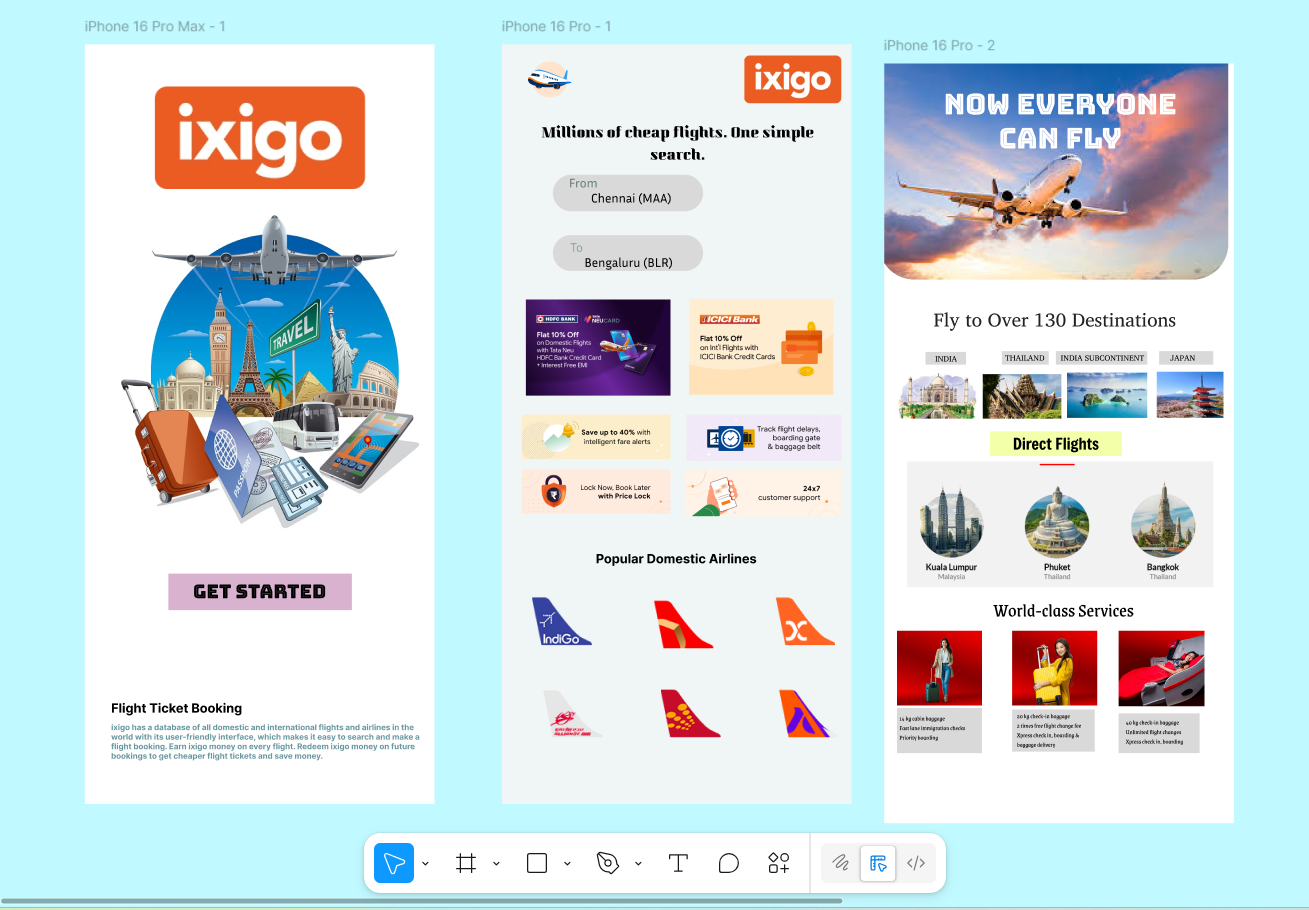 iPhone 16 Pro Max - 1
ixigo
TRAVEL
PASSPORT
GET STARTED
Flight Ticket Booking
ixigo has a database of all domestic and international flights and airlines in the
world with its user-friendly interface, which makes it easy to search and make a
flight booking. Earn ixigo money on every flight. Redeem ixigo money on future
bookings to get cheaper flight tickets and save money.
iPhone 16 Pro - 1
ixigo
Millions of cheap flights. One simple
search.
From
Chennai (MAA)
To
Bengaluru (BLR)
HDFC BANK
TATA
NEUCARD
Flat 10% Off
on Domestic Flights
with Tata Neu
HDFC Bank Credit Card
+ Interest Free EMI
ICICI Bank
Flat 10% Off
on Int'l Flights with
ICICI Bank Credit Cards
Save up to 40% with
intelligent fare alerts
Track flight delays,
boarding gate
& baggage belt
Lock Now, Book Later
with Price Lock
24x7
customer support
Popular Domestic Airlines
IndiGo
iPhone 16 Pro - 2
NOW EVERYONE
CAN FLY
Fly to Over 130 Destinations
INDIA
THAILAND
INDIA SUBCONTINENT
JAPAN
Direct Flights
Kuala Lumpur
Malaysia
Phuket
Thailand
Bangkok
Thailand
World-class Services
14 kg cabin baggage
Fast lane immigration checks
Priority boarding
20 kg check-in baggage
2 times free flight change fee
Xpress check in, boarding &
baggage delivery
40 kg check-in baggage
Unlimited flight changes
Xpress check in, boarding